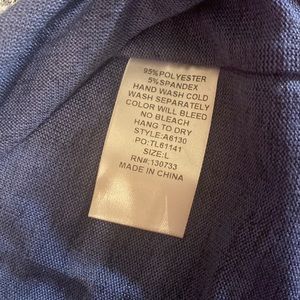 95%POLYESTER
5%SPANDEX
HAND WASH COLD
WASH SEPARATELY
COLOR WILL BLEED
NO BLEACH
HANG TO DRY
STYLE:A6130
PO:TL61141
SIZE:L
RN#:130733
MADE IN CHINA